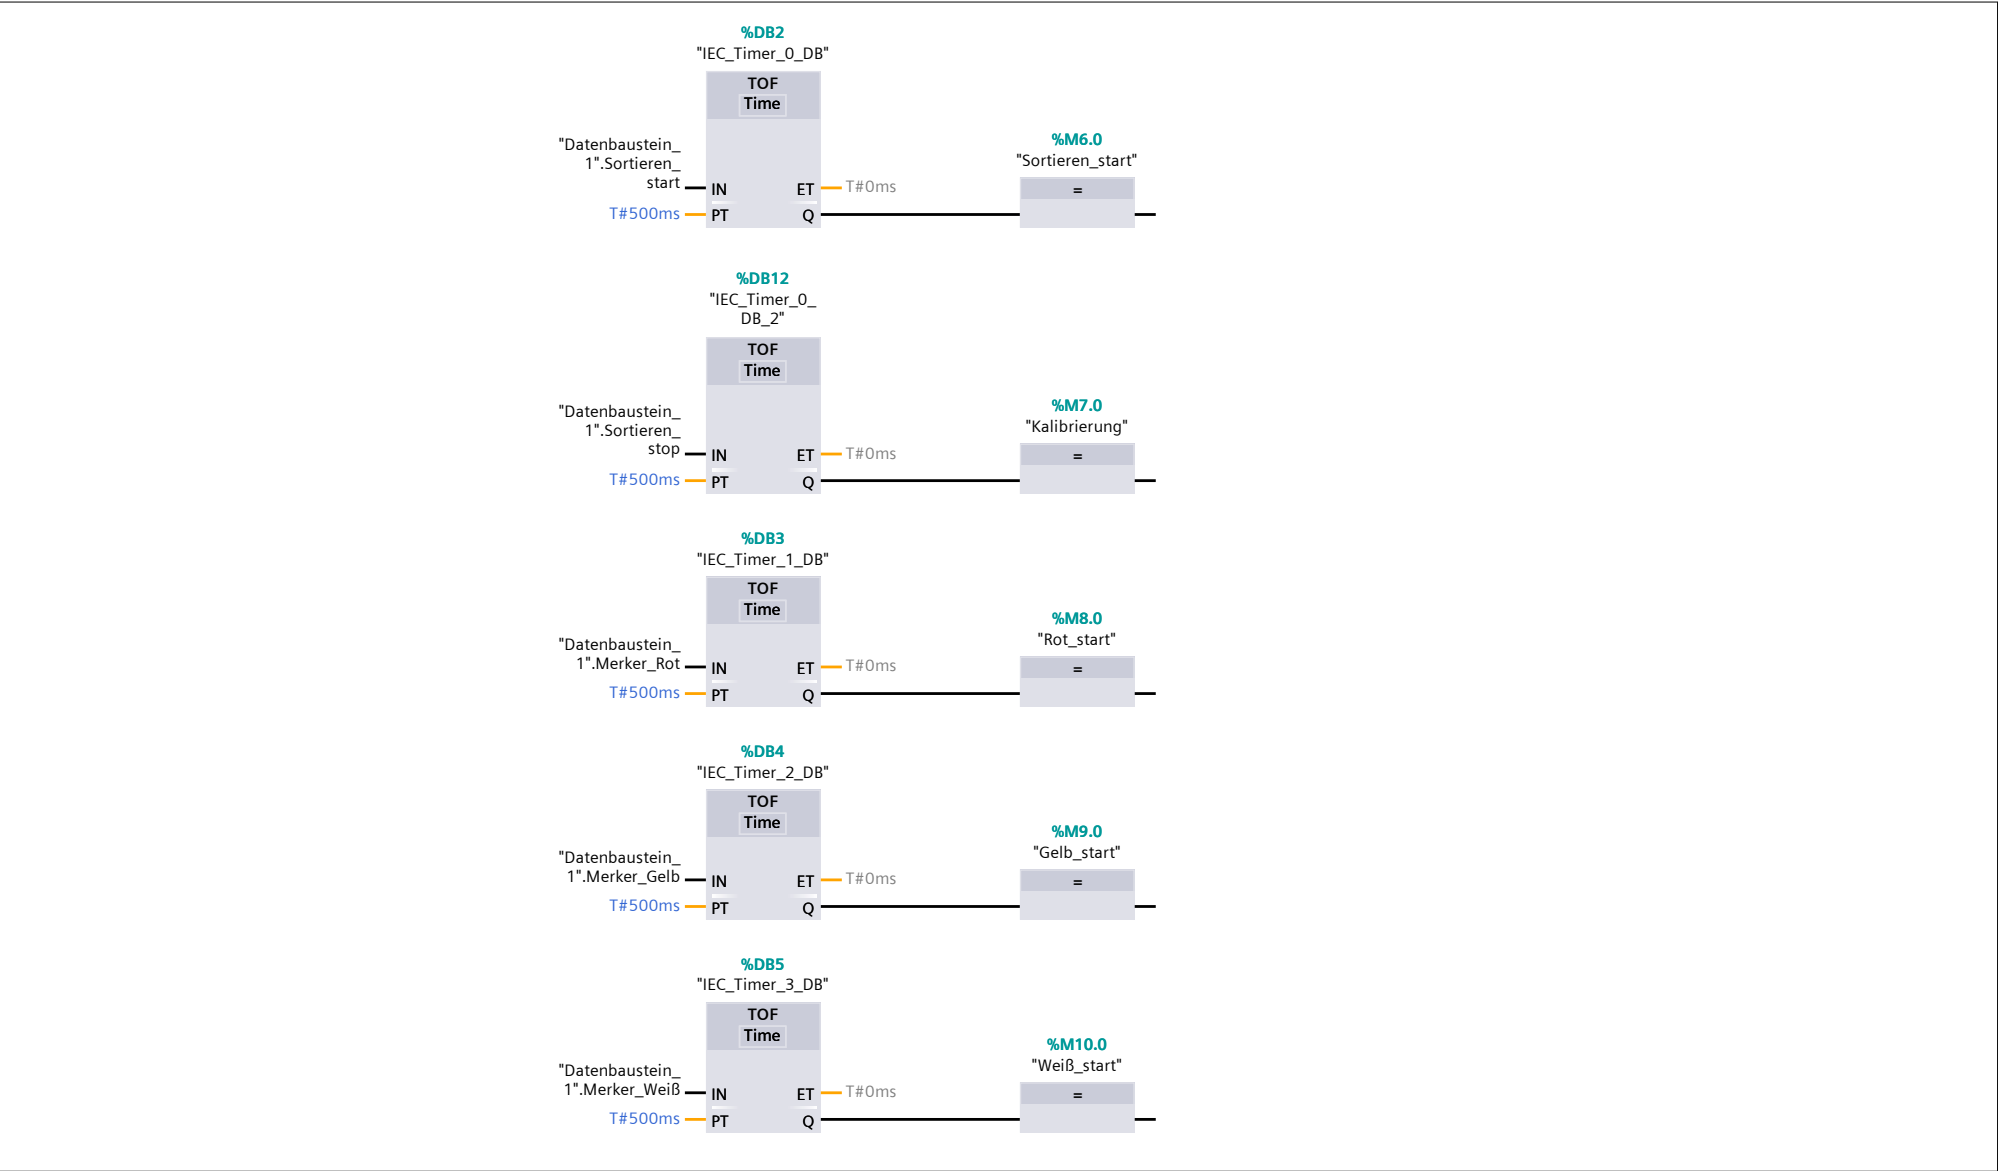 %DB2
"IEC_Timer_0_DB"
TOF
Time
"Datenbaustein_
1".Sortieren_
start
IN
ET
T#0ms
T#500ms
PT
Q
%M6.0
"Sortieren_start"
=
%DB12
"IEC_Timer_0_
DB_2"
TOF
Time
"Datenbaustein_
1".Sortieren_
stop
IN
ET
T#0ms
T#500ms
PT
Q
%M7.0
"Kalibrierung"
=
%DB3
"IEC_Timer_1_DB"
TOF
Time
"Datenbaustein_
1".Merker_Rot
IN
ET
T#0ms
T#500ms
PT
Q
%M8.0
"Rot_start"
=
%DB4
"IEC_Timer_2_DB"
TOF
Time
"Datenbaustein_
1".Merker_Gelb
IN
ET
T#0ms
T#500ms
PT
Q
%M9.0
"Gelb_start"
=
%DB5
"IEC_Timer_3_DB"
TOF
Time
"Datenbaustein_
1".Merker_Weiß
IN
ET
T#0ms
T#500ms
PT
Q
%M10.0
"Weiß_start"
=